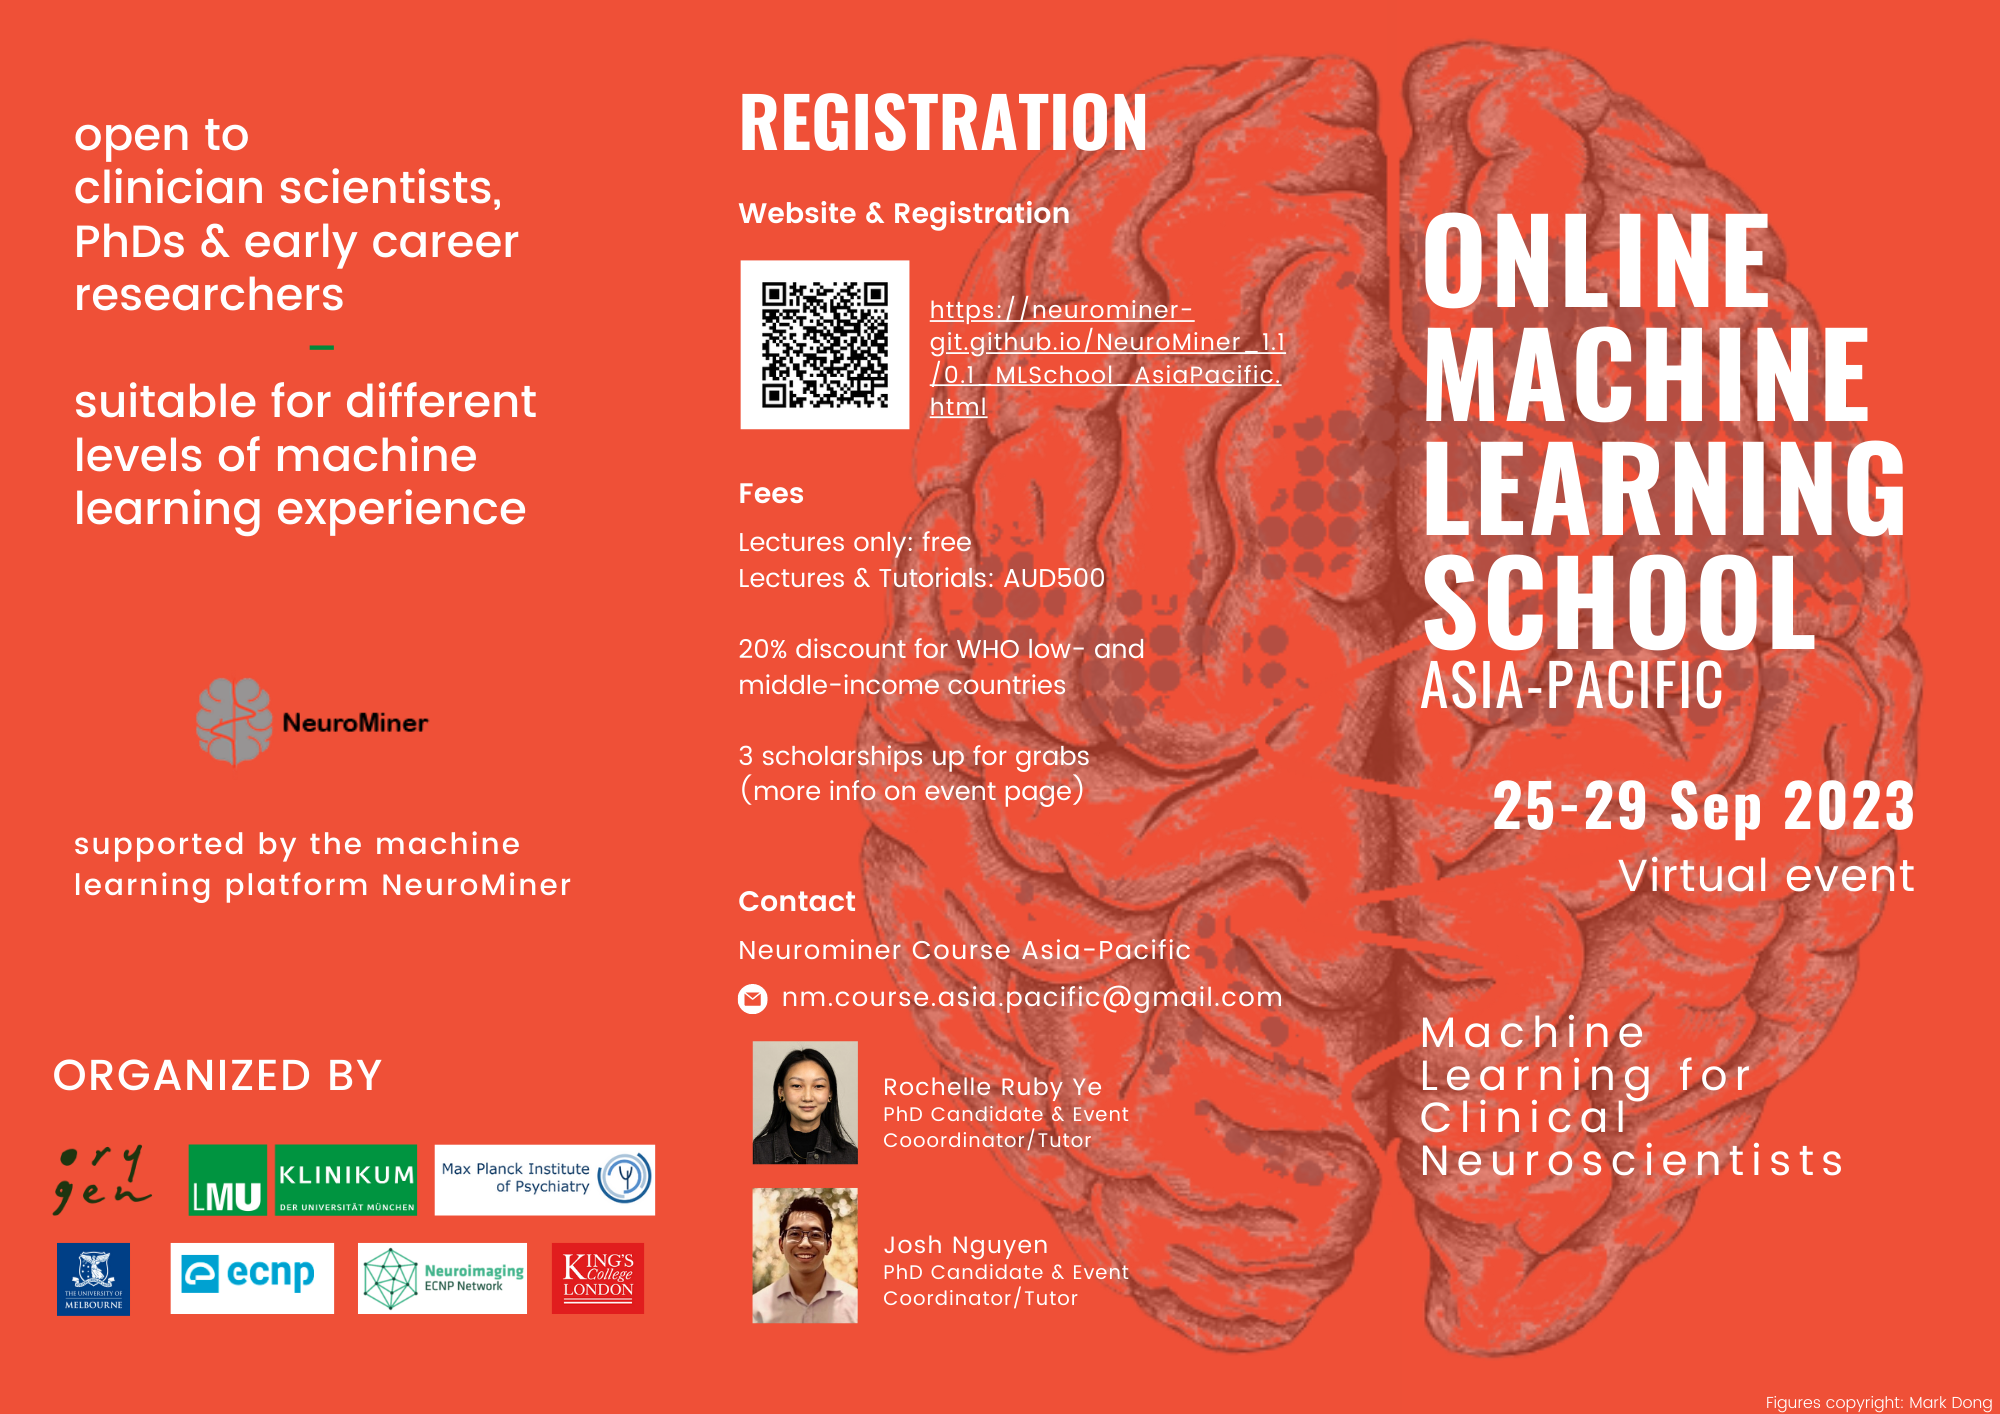 open to
clinician scientists,
PhDs & early career
researchers
suitable for different
levels of machine
learning experience
NeuroMiner
supported by the machine
learning platform NeuroMiner
ORGANIZED BY
ory
gen
LMU
KLINIKUM
DER UNIVERSITÄT MÜNCHEN
Max Planck Institute
of Psychiatry
THE UNIVERSITY OF
MELBOURNE
ecnp
Neuroimaging
ECNP Network
KING'S
College
LONDON
REGISTRATION
Website & Registration
https://neurominer-
git.github.io/NeuroMiner_1.1
/0.1_MLSchool_AsiaPacific.
html
Fees
Lectures only: free
Lectures & Tutorials: AUD500
20% discount for WHO low- and
middle-income countries
3 scholarships up for grabs
(more info on event page)
Contact
Neurominer Course Asia-Pacific
nm.course.asia.pacific@gmail.com
Rochelle Ruby Ye
PhD Candidate & Event
Cooordinator/Tutor
Josh Nguyen
PhD Candidate & Event
Coordinator/Tutor
ONLINE
MACHINE
LEARNING
SCHOOL
ASIA-PACIFIC
25-29 Sep 2023
Virtual event
Machine
Learning for
Clinical
Neuroscientists
Figures copyright: Mark Dong